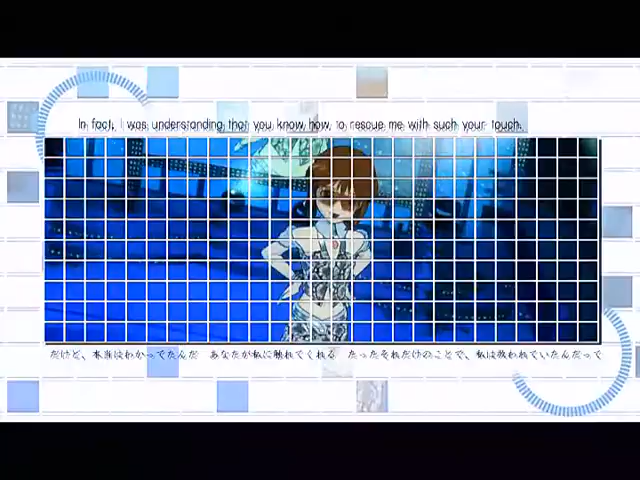 In fact, I was understanding that you know how to rescue me with such your touch.
だけど、本当はわかってたんだ　あなたが私に触れてくれる　たったそれだけのことで、私は救われていたんだって